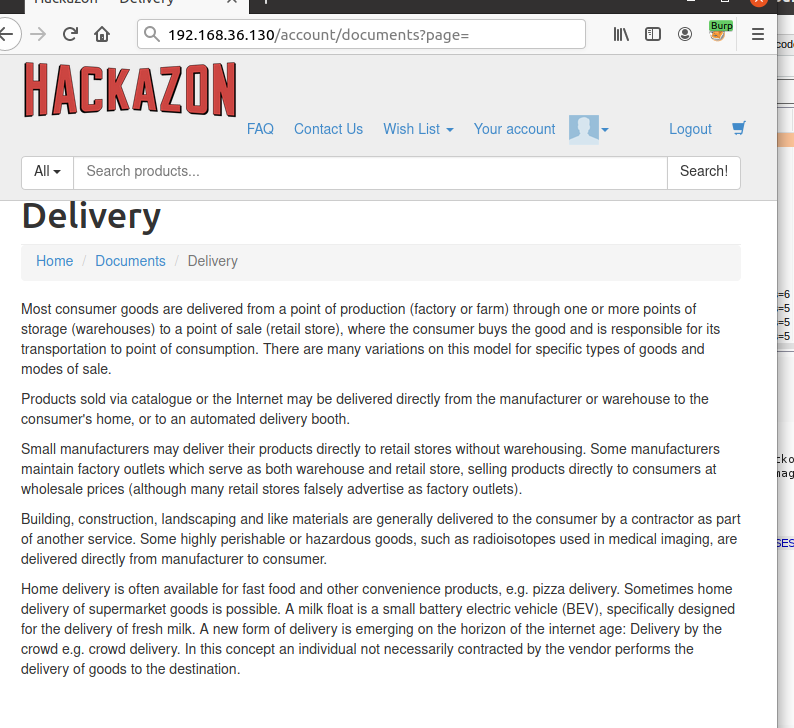 Hackazon — Delivery
Burp
192.168.36.130/account/documents?page=
HACKAZON
FAQ Contact Us Wish List Your account Logout
All Search products... Search!
Delivery
Home / Documents / Delivery
Most consumer goods are delivered from a point of production (factory or farm) through one or more points of
storage (warehouses) to a point of sale (retail store), where the consumer buys the good and is responsible for its
transportation to point of consumption. There are many variations on this model for specific types of goods and
modes of sale.
Products sold via catalogue or the Internet may be delivered directly from the manufacturer or warehouse to the
consumer's home, or to an automated delivery booth.
Small manufacturers may deliver their products directly to retail stores without warehousing. Some manufacturers
maintain factory outlets which serve as both warehouse and retail store, selling products directly to consumers at
wholesale prices (although many retail stores falsely advertise as factory outlets).
Building, construction, landscaping and like materials are generally delivered to the consumer by a contractor as part
of another service. Some highly perishable or hazardous goods, such as radioisotopes used in medical imaging, are
delivered directly from manufacturer to consumer.
Home delivery is often available for fast food and other convenience products, e.g. pizza delivery. Sometimes home
delivery of supermarket goods is possible. A milk float is a small battery electric vehicle (BEV), specifically designed
for the delivery of fresh milk. A new form of delivery is emerging on the horizon of the internet age: Delivery by the
crowd e.g. crowd delivery. In this concept an individual not necessarily contracted by the vendor performs the
delivery of goods to the destination.
=6
=5
=5
=5